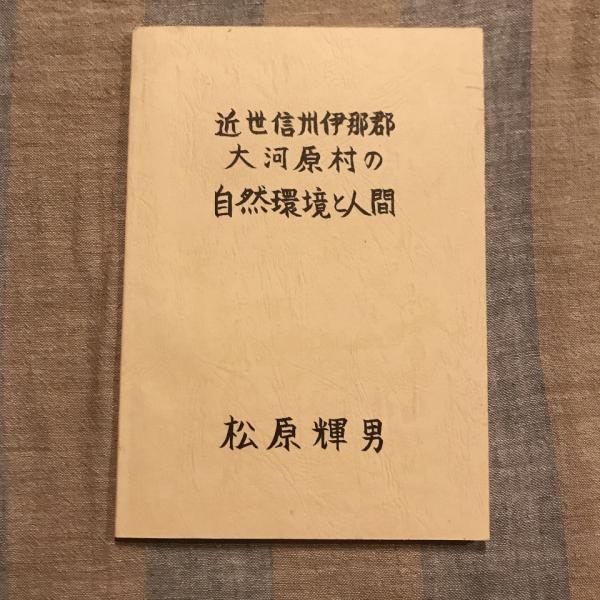 近世信州伊那郡
大河原村の
自然環境と人間
松原輝男